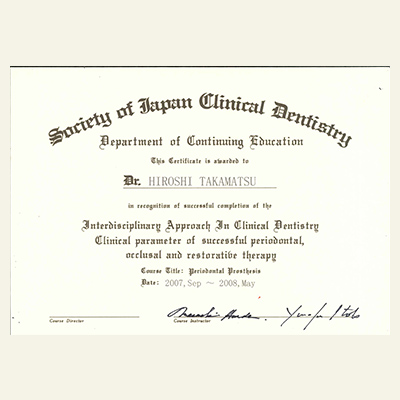 Society of Japan Clinical Dentistry
Department of Continuing Education
This Certificate is awarded to
Dr. HIROSHI TAKAMATSU
in recognition of successful completion of the
Interdisciplinary Approach In Clinical Dentistry
Clinical parameter of successful periodontal,
occlusal and restorative therapy
Course Title: Periodontal Prosthesis
Date: 2007,Sep ～ 2008,May
Course Director
Course Instructor